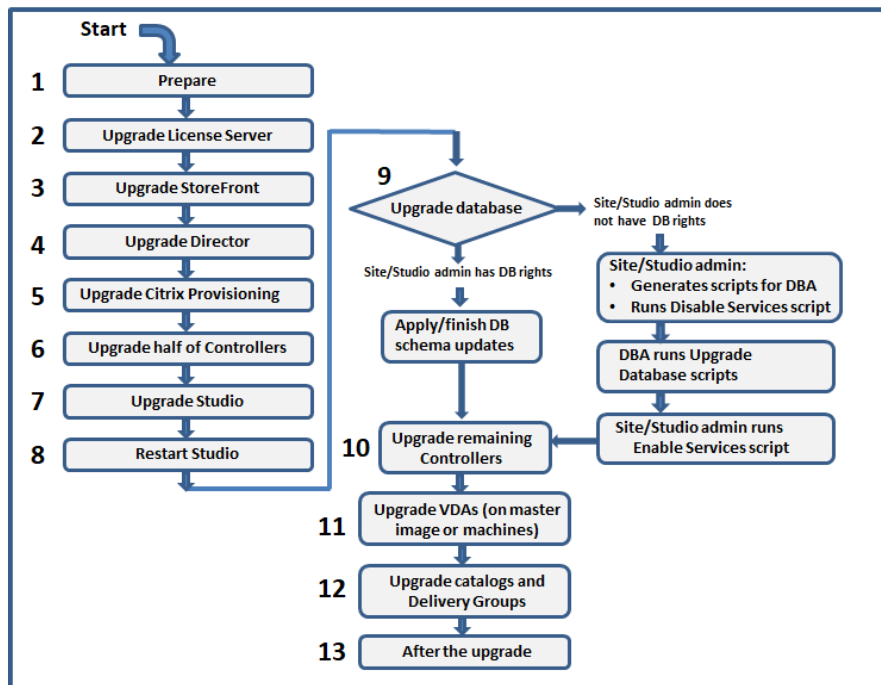 Start
1
Prepare
2
Upgrade License Server
3
Upgrade StoreFront
4
Upgrade Director
5
Upgrade Citrix Provisioning
6
Upgrade half of Controllers
7
Upgrade Studio
8
Restart Studio
9
Upgrade database
Site/Studio admin does
not have DB rights
Site/Studio admin has DB rights
Site/Studio admin:
• Generates scripts for DBA
• Runs Disable Services script
Apply/finish DB
schema updates
DBA runs Upgrade
Database scripts
Site/Studio admin runs
Enable Services script
10
Upgrade remaining
Controllers
11
Upgrade VDAs (on master
image or machines)
12
Upgrade catalogs and
Delivery Groups
13
After the upgrade